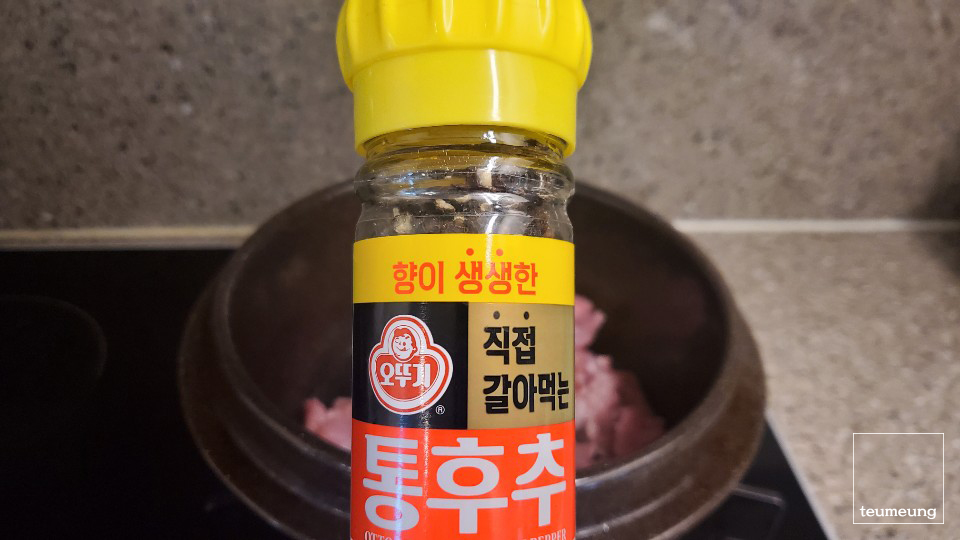 향이 생생한
오뚜기
®
직접
갈아먹는
통후추
teumeung